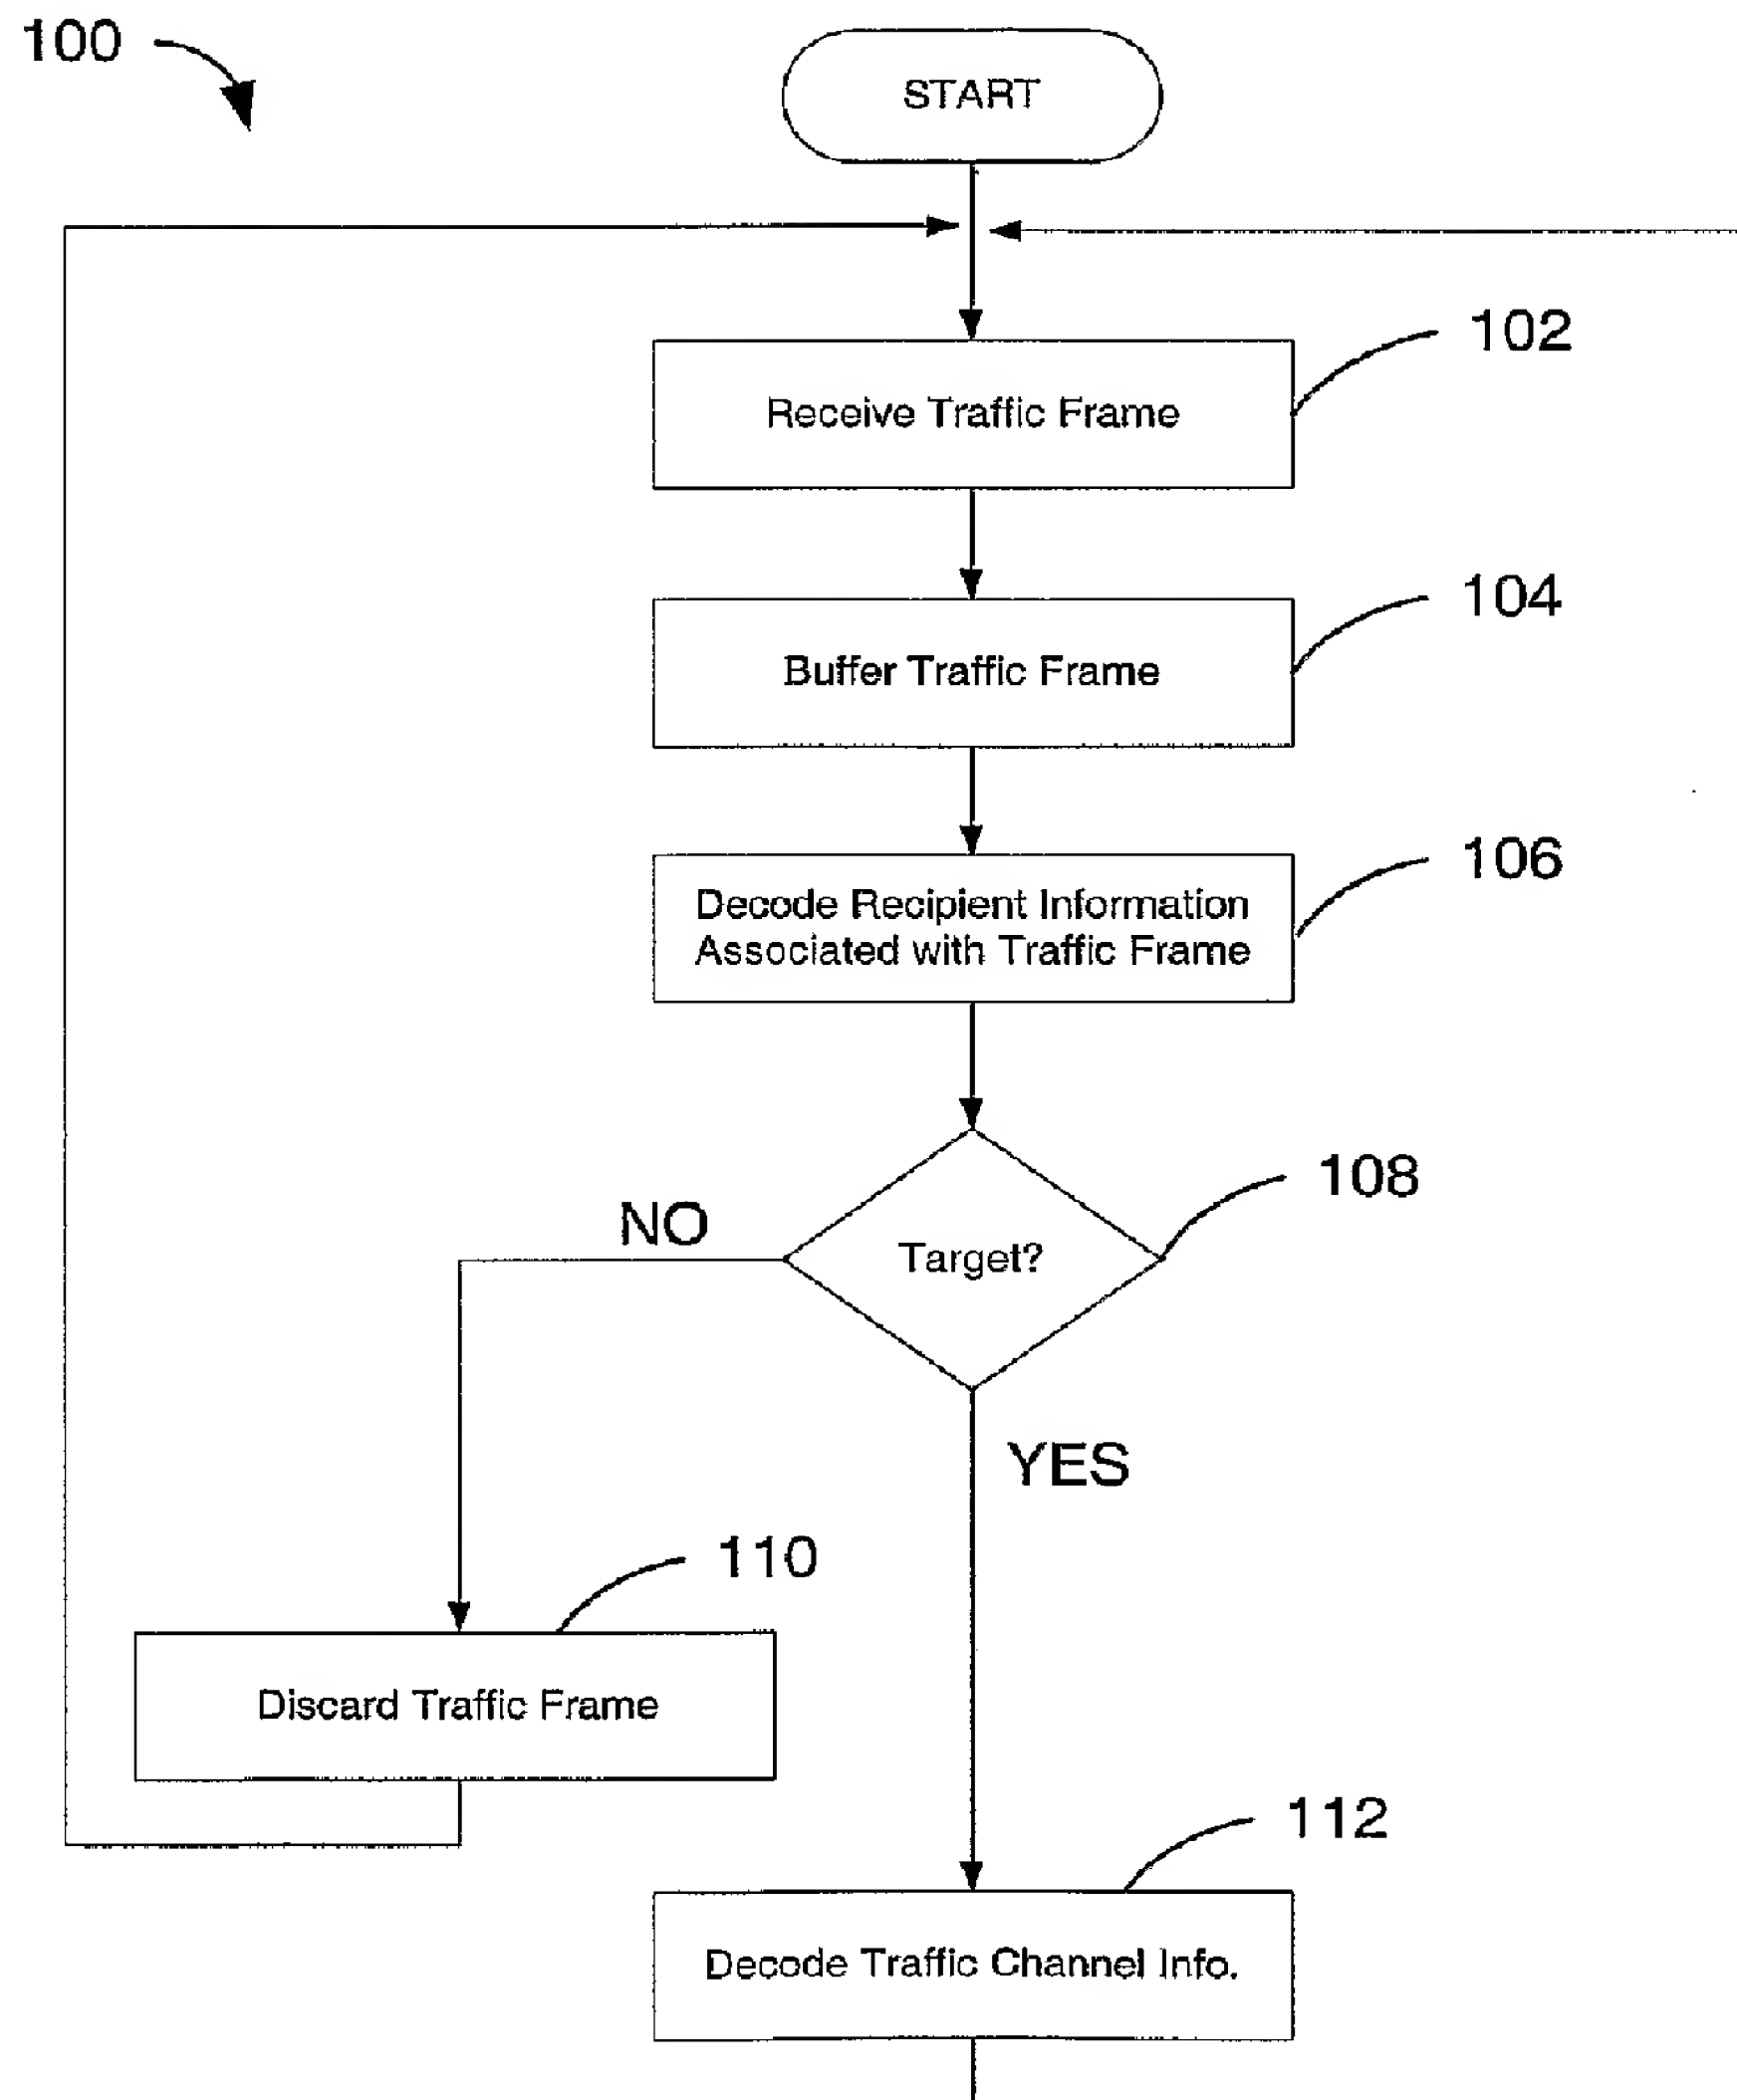 100
START
102
Receive Traffic Frame
104
Buffer Traffic Frame
106
Decode Recipient Information
Associated with Traffic Frame
108
NO
Target?
YES
110
Discard Traffic Frame
112
Decode Traffic Channel Info.